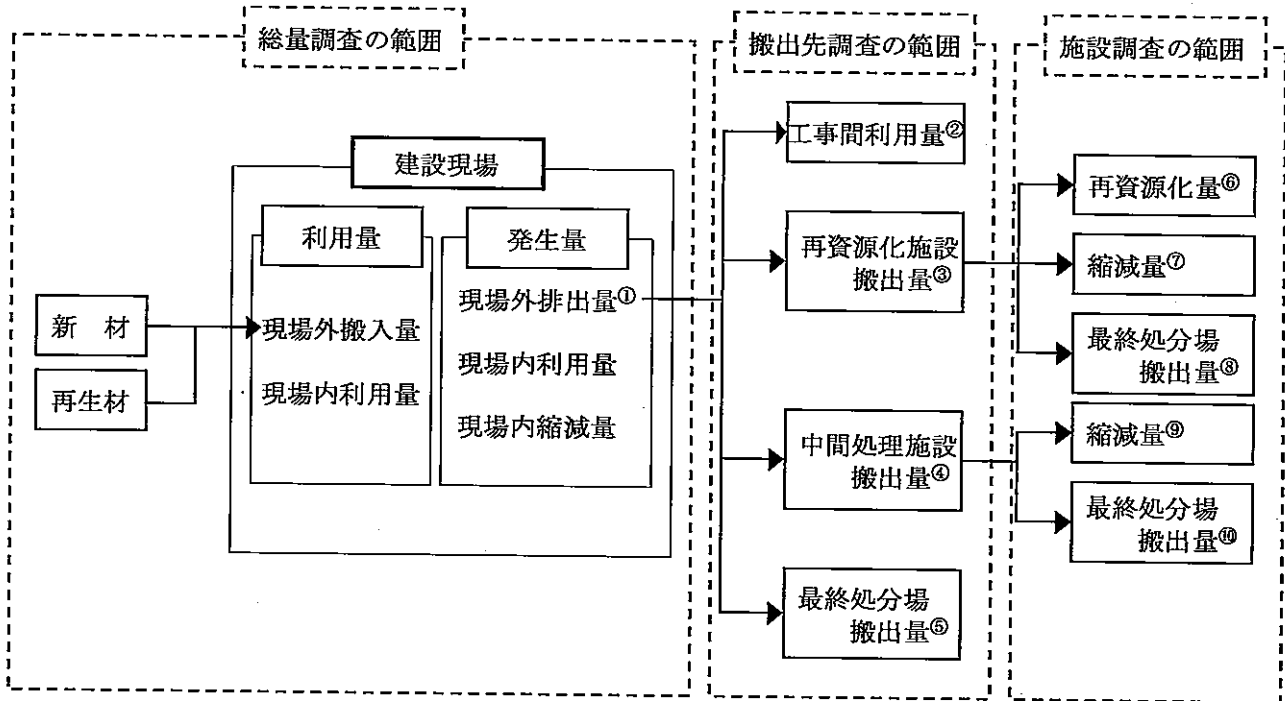 総量調査の範囲
建設現場
利用量
現場外搬入量
現場内利用量
発生量
現場外排出量①
現場内利用量
現場内縮減量
新 材
再生材
搬出先調査の範囲
工事間利用量②
再資源化施設
搬出量③
中間処理施設
搬出量④
最終処分場
搬出量⑤
施設調査の範囲
再資源化量⑥
縮減量⑦
最終処分場
搬出量⑧
縮減量⑨
最終処分場
搬出量⑩